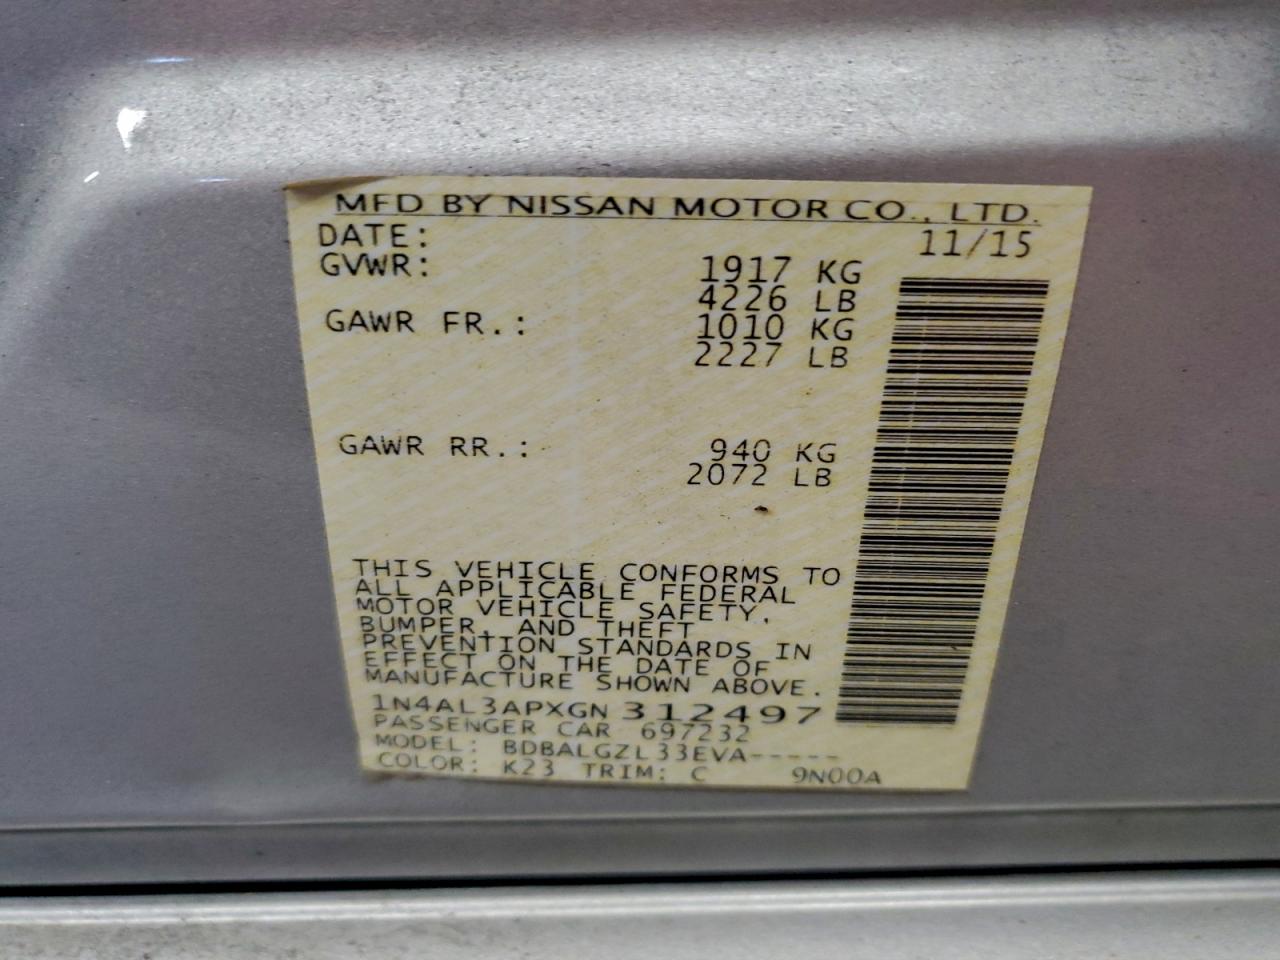 MFD BY NISSAN MOTOR CO., LTD.
DATE: 11/15
GVWR: 1917 KG
4226 LB
GAWR FR.: 1010 KG
2227 LB
GAWR RR.: 940 KG
2072 LB
THIS VEHICLE CONFORMS TO
ALL APPLICABLE FEDERAL
MOTOR VEHICLE SAFETY,
BUMPER, AND THEFT
PREVENTION STANDARDS IN
EFFECT ON THE DATE OF
MANUFACTURE SHOWN ABOVE.
1N4AL3APXGN312497
PASSENGER CAR 697232
MODEL: BDBALGZL33EVA-----
COLOR: K23 TRIM: C 9N00A